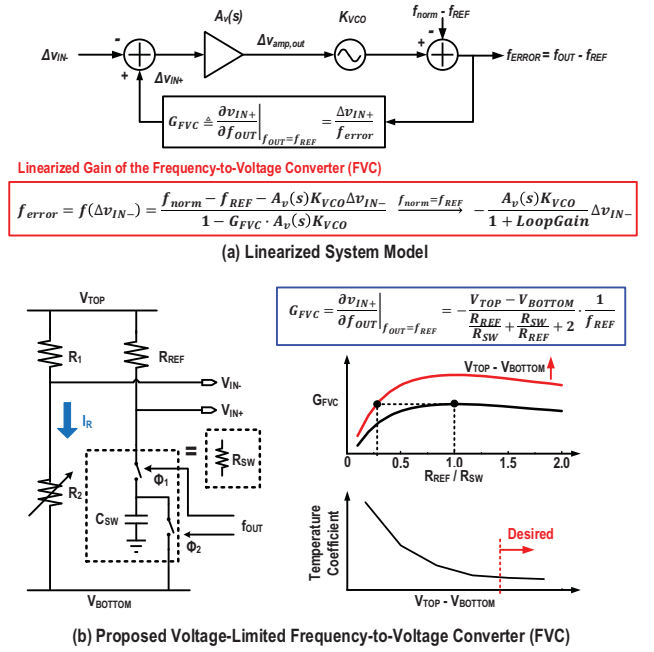 A_v(s)
K_VCO
f_norm - f_REF
Δv_IN-
-
+
Δv_IN+
Δv_amp,out
-
+
f_ERROR = f_OUT - f_REF
G_FVC ≜ ∂v_IN+ / ∂f_OUT |_f_OUT=f_REF = Δv_IN+ / f_error
Linearized Gain of the Frequency-to-Voltage Converter (FVC)
f_error = f(Δv_IN-) = (f_norm - f_REF - A_v(s)K_VCOΔv_IN-) / (1 - G_FVC · A_v(s)K_VCO) f_norm=f_REF → - A_v(s)K_VCO / (1 + LoopGain) Δv_IN-
(a) Linearized System Model
V_TOP
R_1
R_REF
V_IN-
V_IN+
I_R
R_2
=
R_SW
Φ_1
C_SW
f_OUT
Φ_2
V_BOTTOM
G_FVC = ∂v_IN+ / ∂f_OUT |_f_OUT=f_REF = - (V_TOP - V_BOTTOM) / (R_REF / R_SW + R_SW / R_REF + 2) · 1 / f_REF
V_TOP - V_BOTTOM
G_FVC
0 0.5 1.0 1.5 2.0
R_REF / R_SW
Temperature
Coefficient
Desired
V_TOP - V_BOTTOM
(b) Proposed Voltage-Limited Frequency-to-Voltage Converter (FVC)